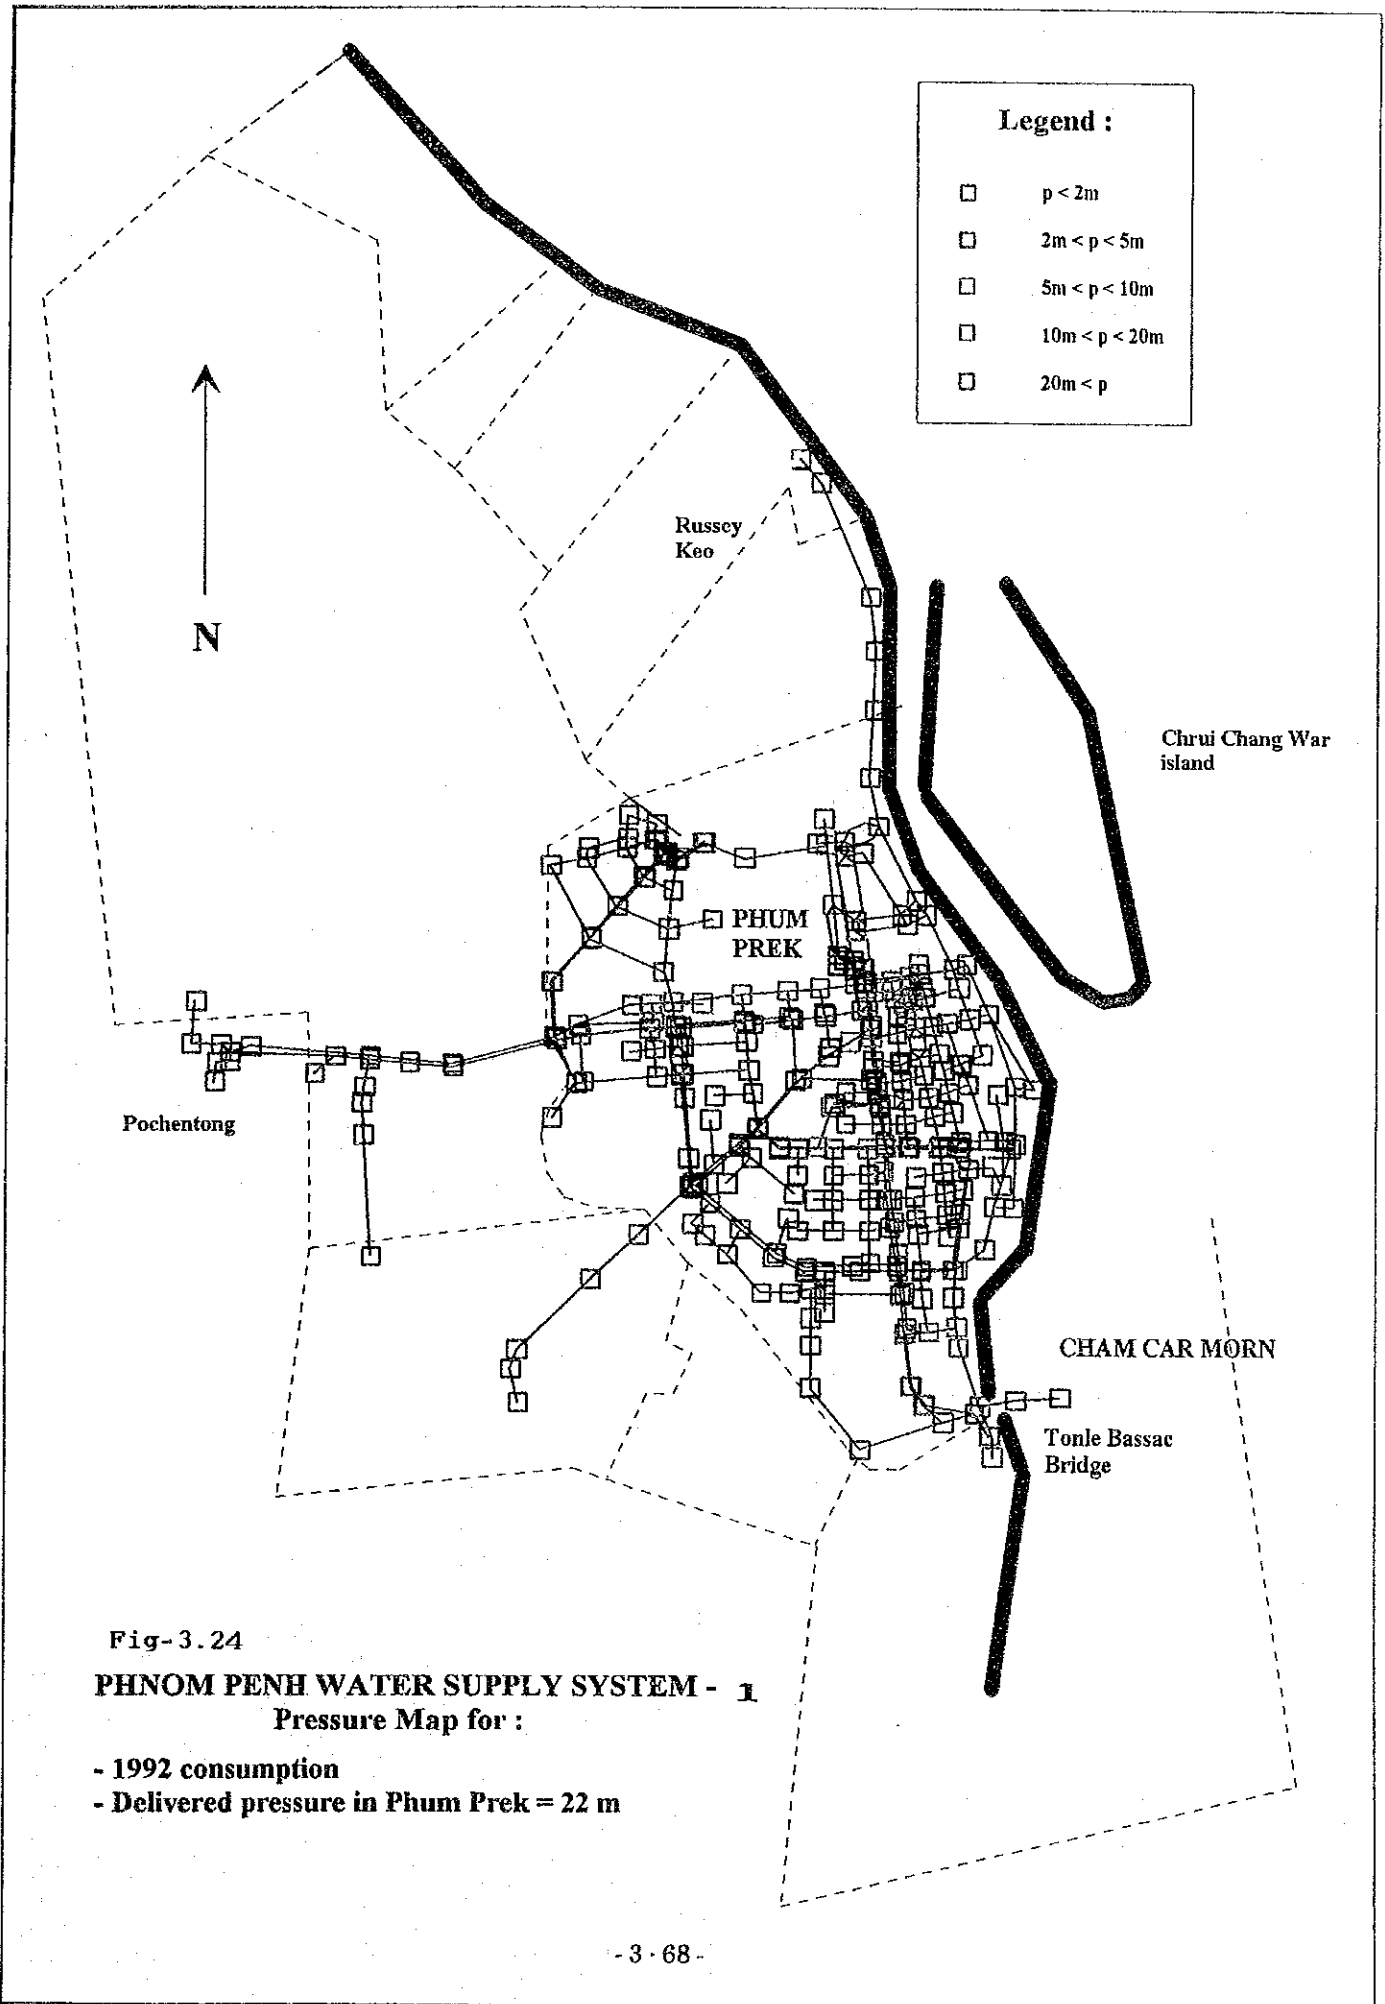 Legend :
p < 2m
2m < p < 5m
5m < p < 10m
10m < p < 20m
20m < p
Russey
Keo
N
Chrui Chang War
island
PHUM
PREK
Pochentong
CHAM CAR MORN
Tonle Bassac
Bridge
Fig-3.24
PHNOM PENH WATER SUPPLY SYSTEM - 1
Pressure Map for :
- 1992 consumption
- Delivered pressure in Phum Prek = 22 m
- 3 · 68 -